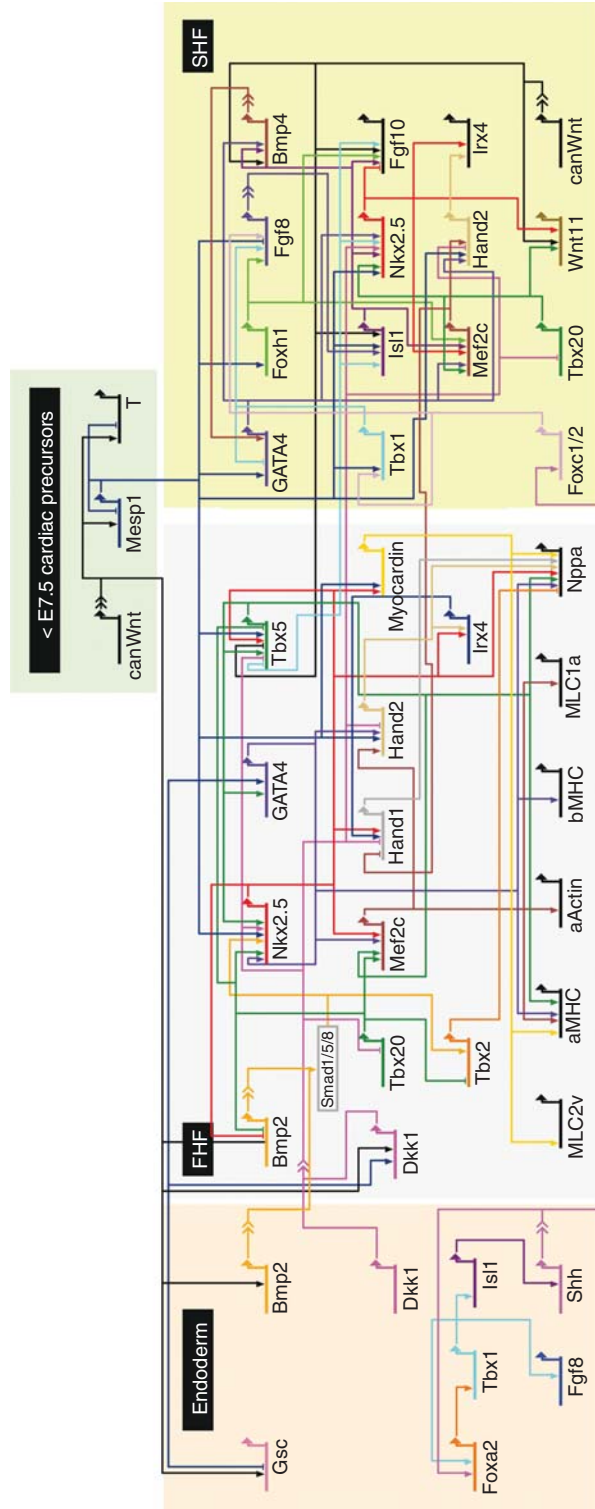 < E7.5 cardiac precursors
canWnt
Mesp1
T
Endoderm
Gsc
Bmp2
Dkk1
Foxa2
Tbx1
Isl1
Fgf8
Shh
FHF
Bmp2
Nkx2.5
GATA4
Tbx5
Smad1/5/8
Dkk1
Tbx20
Mef2c
Hand1
Hand2
Myocardin
Tbx2
Irx4
MLC2v
aMHC
aActin
bMHC
MLC1a
Nppa
SHF
GATA4
Foxh1
Fgf8
Bmp4
Tbx1
Isl1
Nkx2.5
Fgf10
Mef2c
Hand2
Irx4
Foxc1/2
Tbx20
Wnt11
canWnt